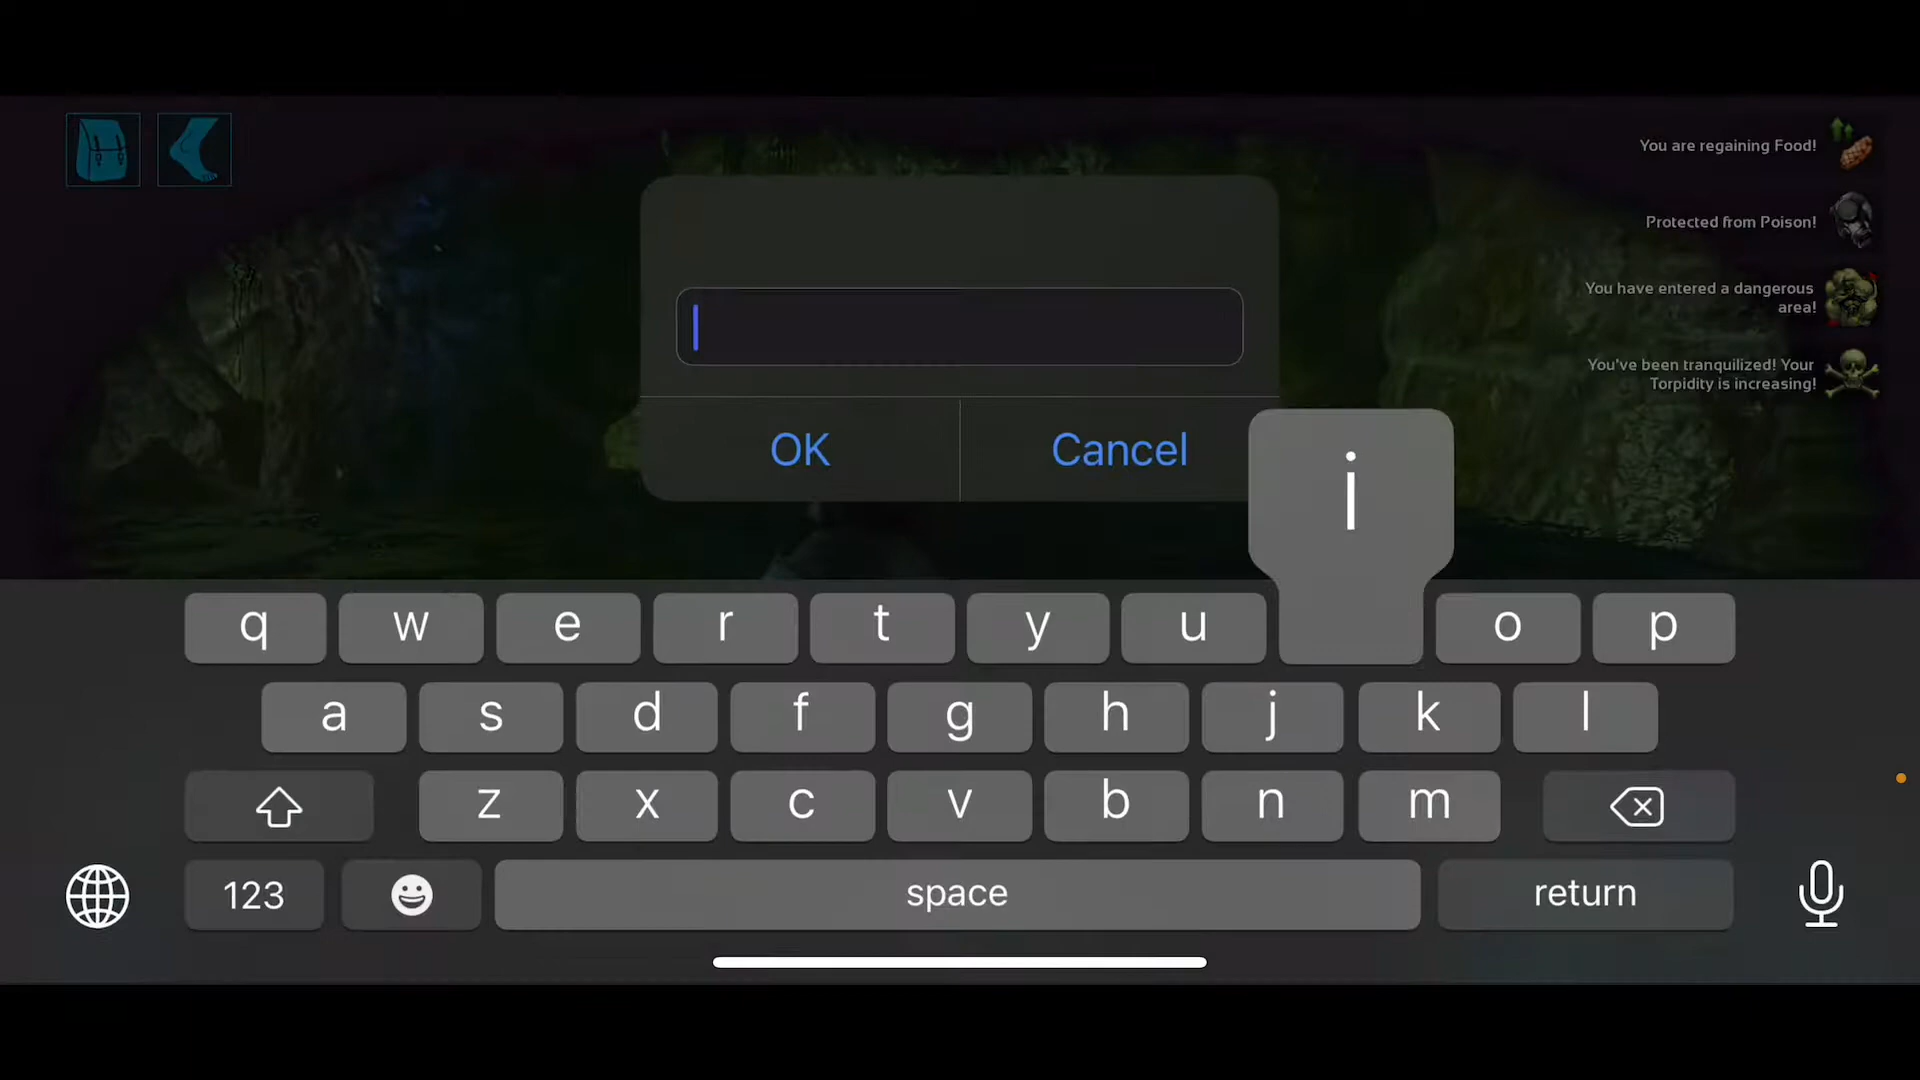 You are regaining Food!
Protected from Poison!
You have entered a dangerous
area!
You've been tranquilized! Your
Torpidity is increasing!
OK Cancel
i
q w e r t y u o p
a s d f g h j k l
z x c v b n m
123 space return